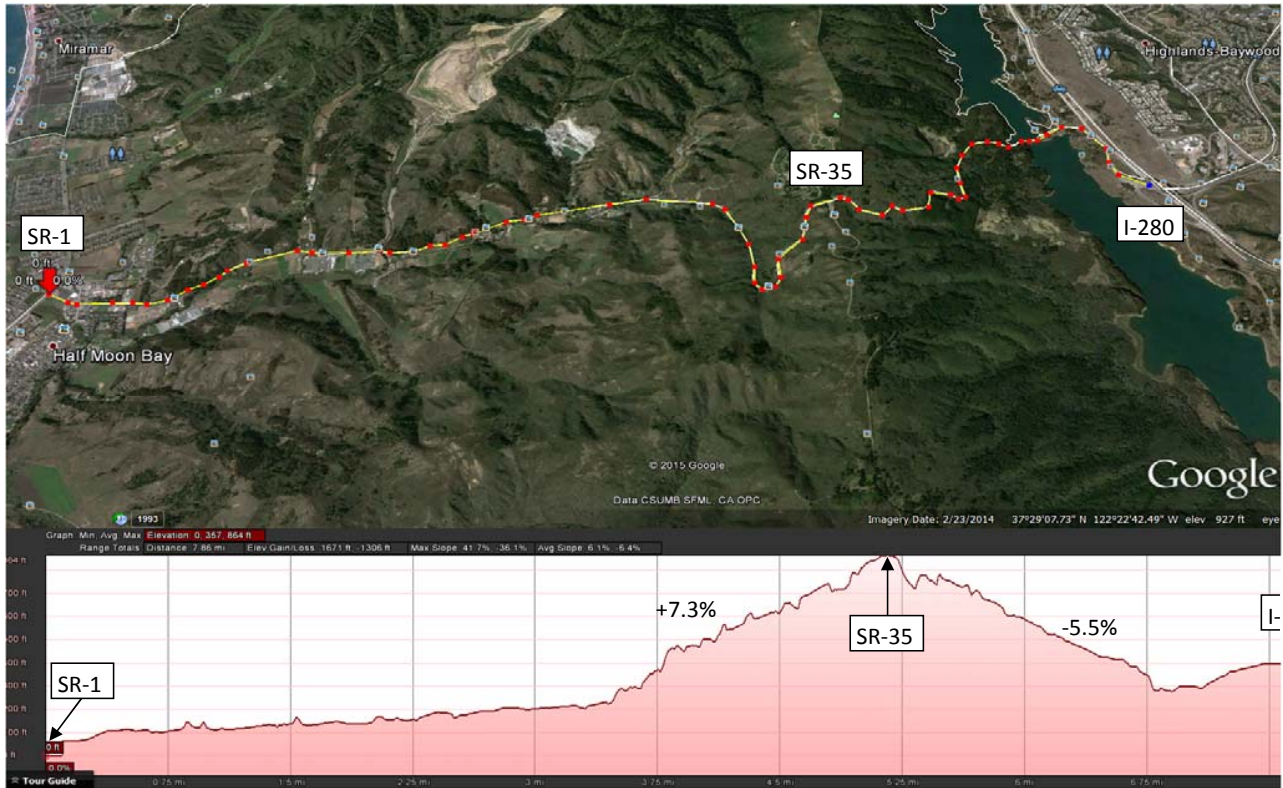 Miramar
Highlands-Baywood
SR-35
I-280
SR-1
0 ft
0 ft 0.0%
Half Moon Bay
© 2015 Google
Data CSUMB SFML, CA OPC
Google
1993
Imagery Date: 2/23/2014 37°29'07.73" N 122°22'42.49" W elev 927 ft eye
Graph: Min, Avg, Max Elevation: 0, 357, 864 ft
Range Totals: Distance: 7.86 mi Elev Gain/Loss: 1671 ft, -1306 ft Max Slope: 41.7%, -36.1% Avg Slope: 6.1%, -6.4%
+7.3%
SR-35
-5.5%
I-
SR-1
0 ft
0.0%
Tour Guide
0.75 mi
1.5 mi
2.25 mi
3 mi
3.75 mi
4.5 mi
5.25 mi
6 mi
6.75 mi